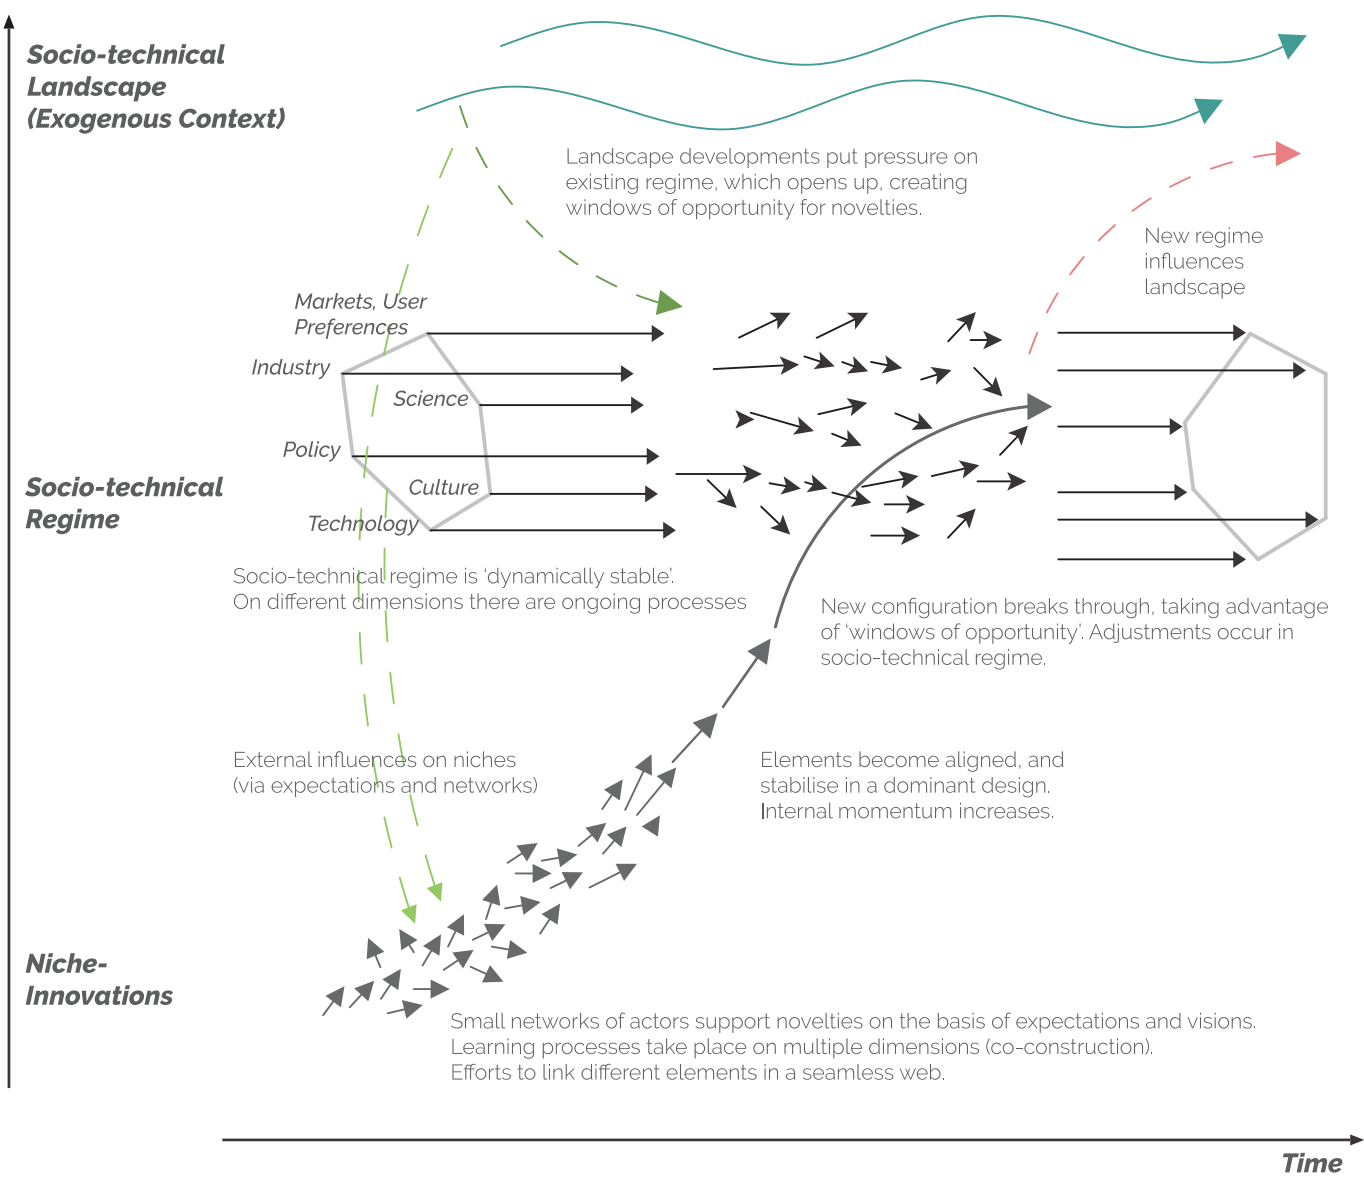 Socio-technical
Landscape
(Exogenous Context)
Landscape developments put pressure on
existing regime, which opens up, creating
windows of opportunity for novelties.
New regime
influences
landscape
Markets, User
Preferences
Industry
Science
Policy
Culture
Technology
Socio-technical
Regime
Socio-technical regime is ‘dynamically stable’.
On different dimensions there are ongoing processes
New configuration breaks through, taking advantage
of ‘windows of opportunity’. Adjustments occur in
socio-technical regime.
External influences on niches
(via expectations and networks)
Elements become aligned, and
stabilise in a dominant design.
Internal momentum increases.
Niche-
Innovations
Small networks of actors support novelties on the basis of expectations and visions.
Learning processes take place on multiple dimensions (co-construction).
Efforts to link different elements in a seamless web.
Time